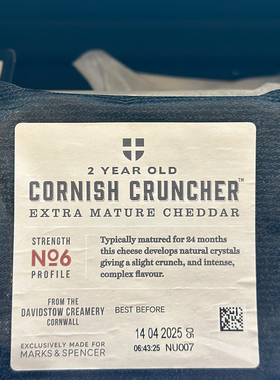 2 YEAR OLD
CORNISH CRUNCHER™
EXTRA MATURE CHEDDAR
STRENGTH
No6
PROFILE
Typically matured for 24 months
this cheese develops natural crystals
giving a slight crunch, and intense,
complex flavour.
FROM THE
DAVIDSTOW CREAMERY
CORNWALL
BEST BEFORE
14 04 2025
06:43:25 NU007
EXCLUSIVELY MADE FOR
MARKS & SPENCER